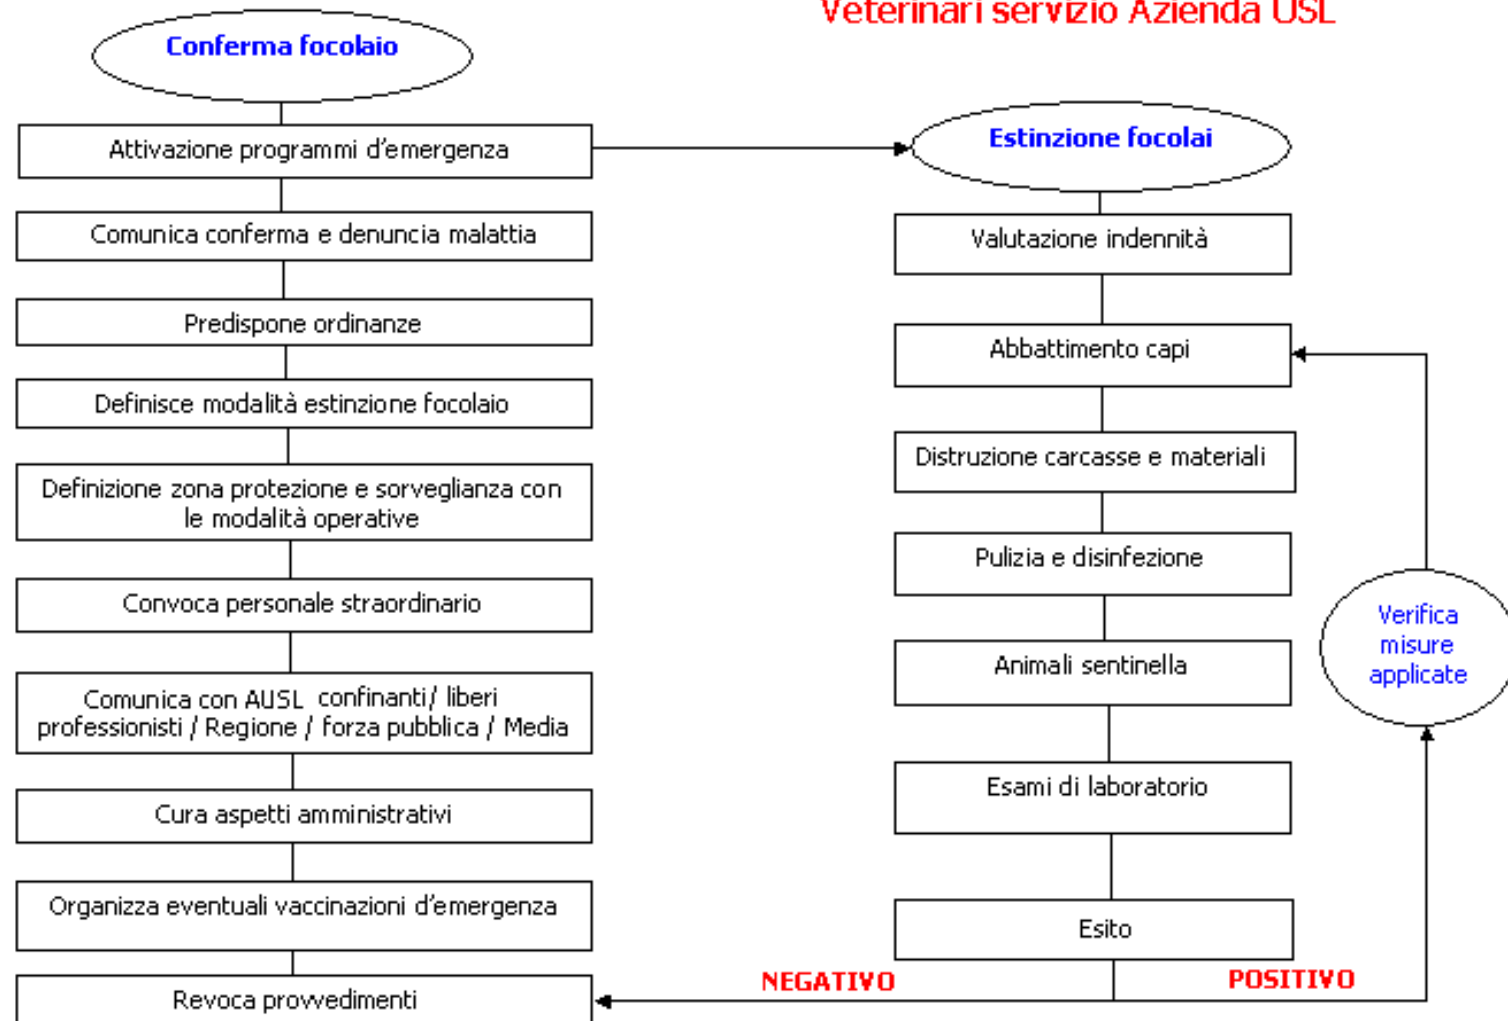 Veterinari servizio Azienda USL
Conferma focolaio
Attivazione programmi d'emergenza
Comunica conferma e denuncia malattia
Predispone ordinanze
Definisce modalità estinzione focolaio
Definizione zona protezione e sorveglianza con
le modalità operative
Convoca personale straordinario
Comunica con AUSL confinanti/ liberi
professionisti / Regione / forza pubblica / Media
Cura aspetti amministrativi
Organizza eventuali vaccinazioni d'emergenza
Revoca provvedimenti
Estinzione focolai
Valutazione indennità
Abbattimento capi
Distruzione carcasse e materiali
Pulizia e disinfezione
Animali sentinella
Esami di laboratorio
Esito
NEGATIVO
POSITIVO
Verifica
misure
applicate